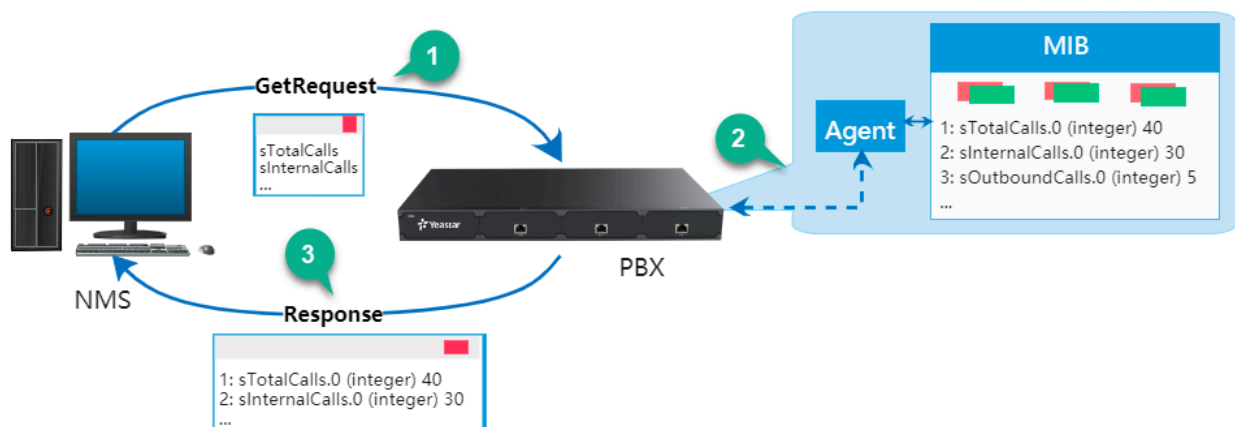 1
GetRequest
sTotalCalls
sInternalCalls
...
NMS
Yeastar
PBX
2
Agent
MIB
1: sTotalCalls.0 (integer) 40
2: sInternalCalls.0 (integer) 30
3: sOutboundCalls.0 (integer) 5
...
3
Response
1: sTotalCalls.0 (integer) 40
2: sInternalCalls.0 (integer) 30
...